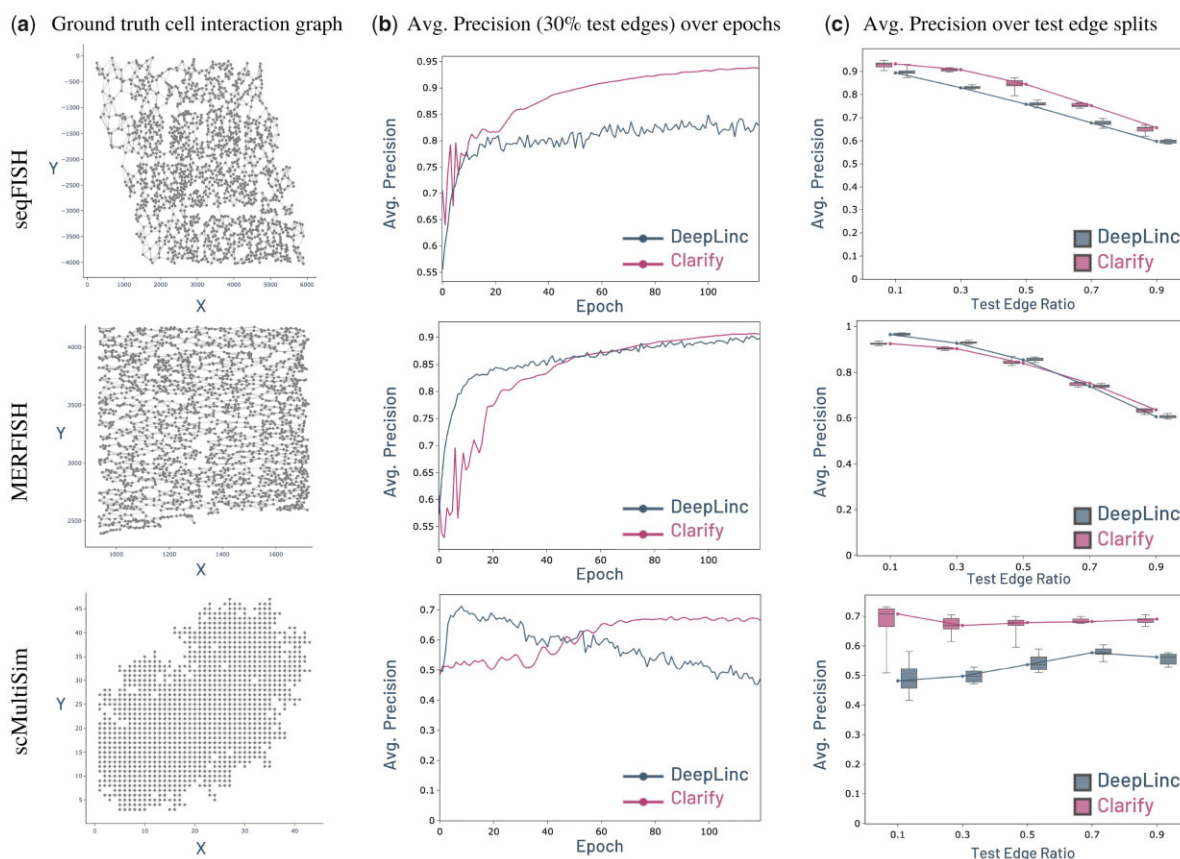 (a) Ground truth cell interaction graph
(b) Avg. Precision (30% test edges) over epochs
(c) Avg. Precision over test edge splits
seqFISH
Y
0
−500
−1000
−1500
−2000
−2500
−3000
−3500
−4000
0 1000 2000 3000 4000 5000 6000
X
Avg. Precision
0.95
0.9
0.85
0.8
0.75
0.7
0.65
0.6
0.55
DeepLinc
Clarify
0 20 40 60 80 100
Epoch
Avg. Precision
0.9
0.8
0.7
0.6
0.5
0.4
0.3
0.2
0.1
0
DeepLinc
Clarify
0.1 0.3 0.5 0.7 0.9
Test Edge Ratio
MERFISH
Y
4000
3500
3000
2500
1000 1200 1400 1600
X
Avg. Precision
0.9
0.85
0.8
0.75
0.7
0.65
0.6
0.55
DeepLinc
Clarify
0 20 40 60 80 100
Epoch
Avg. Precision
1
0.8
0.6
0.4
0.2
0
DeepLinc
Clarify
0.1 0.3 0.5 0.7 0.9
Test Edge Ratio
scMultiSim
Y
45
40
35
30
25
20
15
10
5
0 10 20 30 40
X
Avg. Precision
0.7
0.6
0.5
0.4
0.3
0.2
0.1
0
DeepLinc
Clarify
0 20 40 60 80 100
Epoch
Avg. Precision
0.7
0.6
0.5
0.4
0.3
0.2
0.1
0
DeepLinc
Clarify
0.1 0.3 0.5 0.7 0.9
Test Edge Ratio